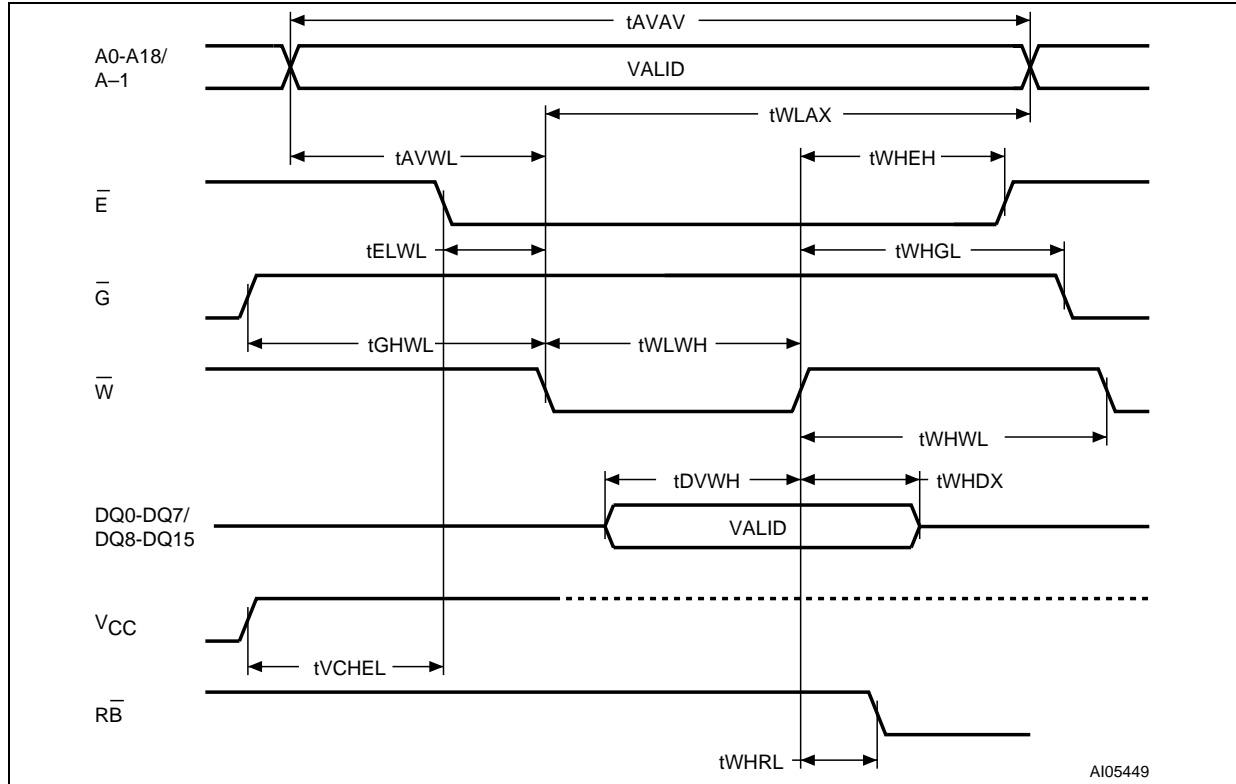 tAVAV
A0-A18/
A–1
VALID
tWLAX
tAVWL
tWHEH
E̅
tELWL
tWHGL
G̅
tGHWL
tWLWH
W̅
tWHWL
tDVWH
tWHDX
DQ0-DQ7/
DQ8-DQ15
VALID
VCC
tVCHEL
RB̅
tWHRL
AI05449